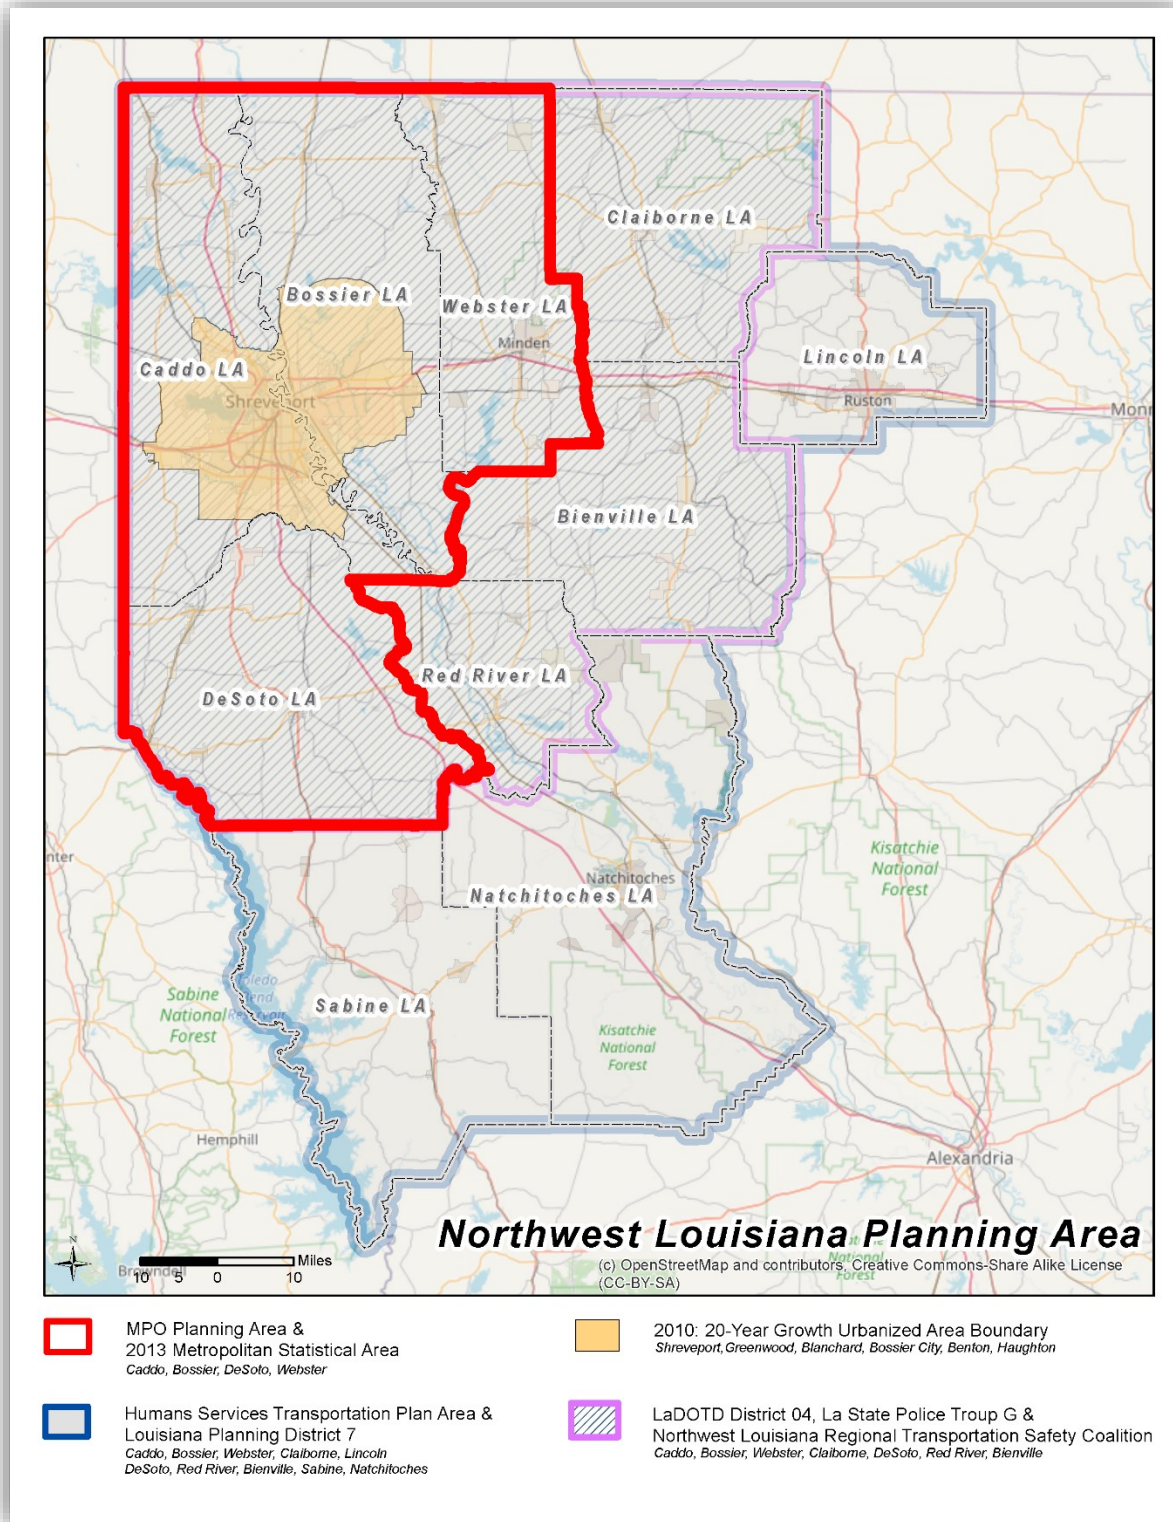 Claiborne LA
Bossier LA
Webster LA
Minden
Lincoln LA
Caddo LA
Shreveport
Ruston
Bienville LA
Red River LA
DeSoto LA
Kisatchie
National
Forest
Natchitoches
Natchitoches LA
Sabine
National
Forest
Sabine LA
Kisatchie
National
Forest
Hemphill
Alexandria
Northwest Louisiana Planning Area
N
Miles
10 5 0 10
(c) OpenStreetMap and contributors, Creative Commons-Share Alike License
(CC-BY-SA)
National
Forest
MPO Planning Area &
2013 Metropolitan Statistical Area
Caddo, Bossier, DeSoto, Webster
2010: 20-Year Growth Urbanized Area Boundary
Shreveport,Greenwood, Blanchard, Bossier City, Benton, Haughton
Humans Services Transportation Plan Area &
Louisiana Planning District 7
Caddo, Bossier, Webster, Claiborne, Lincoln
DeSoto, Red River, Bienville, Sabine, Natchitoches
LaDOTD District 04, La State Police Troup G &
Northwest Louisiana Regional Transportation Safety Coalition
Caddo, Bossier, Webster, Claiborne, DeSoto, Red River, Bienville